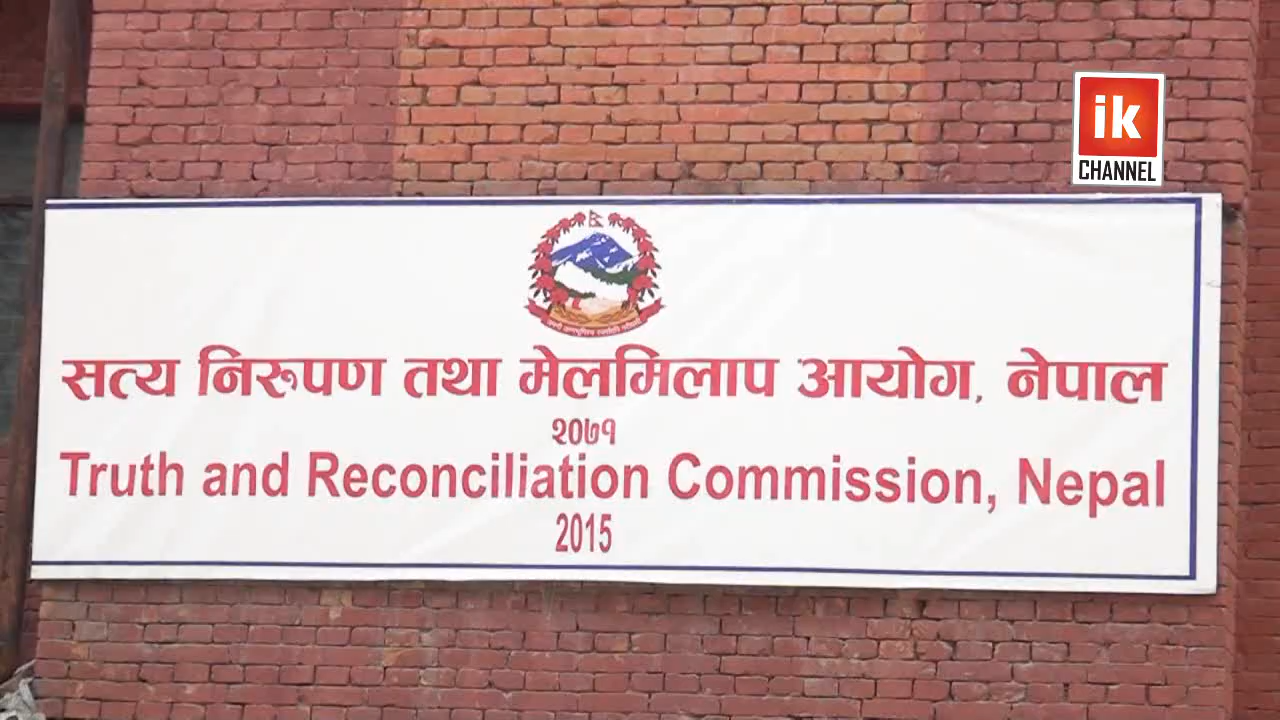 ik
CHANNEL
सत्य निरुपण तथा मेलमिलाप आयोग, नेपाल
२०७१
Truth and Reconciliation Commission, Nepal
2015